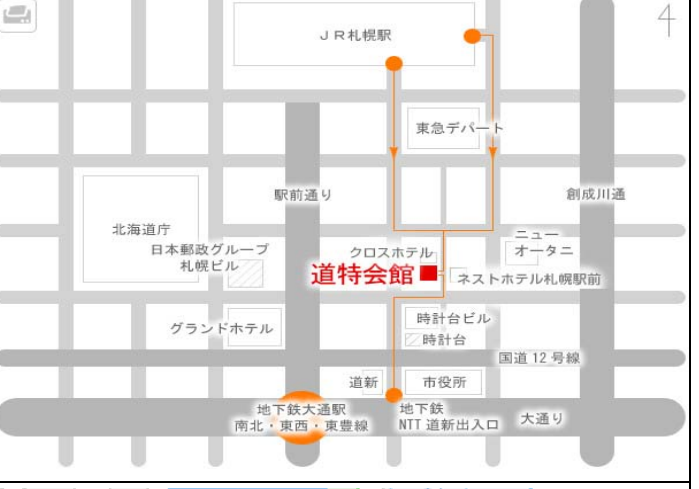 4
JR札幌駅
東急デパート
駅前通り
創成川通
北海道庁
日本郵政グループ
札幌ビル
クロスホテル
ニュー
オータニ
道特会館
ネストホテル札幌駅前
グランドホテル
時計台ビル
時計台
国道12号線
道新
市役所
地下鉄大通駅
南北・東西・東豊線
地下鉄
NTT道新出入口
大通り